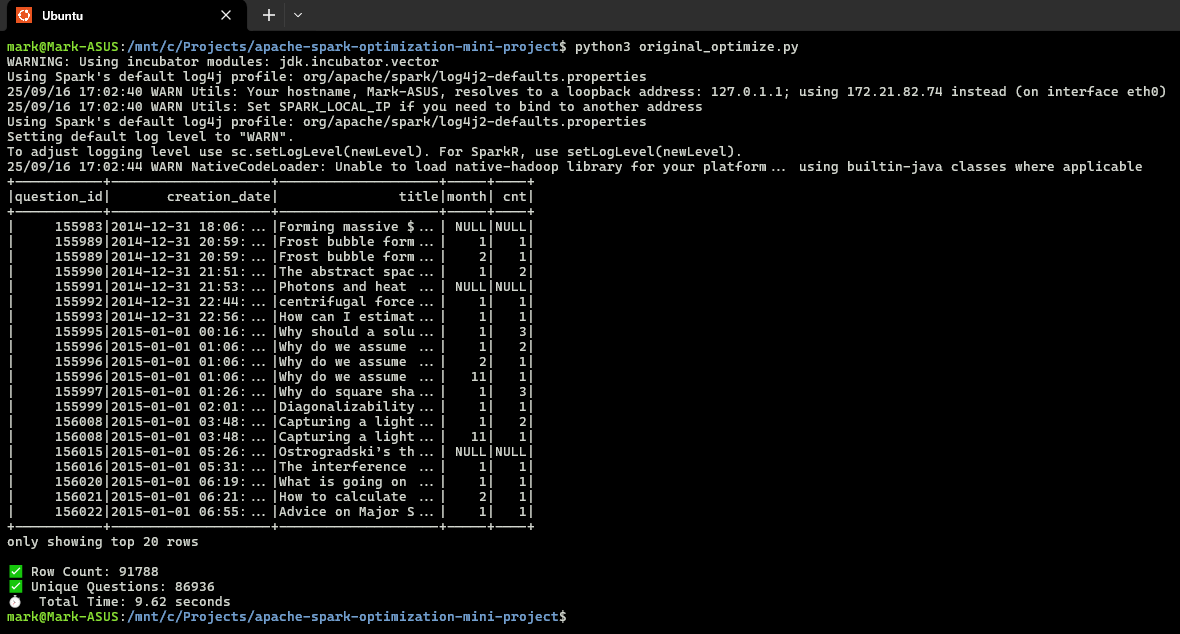 Ubuntu
mark@Mark-ASUS:/mnt/c/Projects/apache-spark-optimization-mini-project$ python3 original_optimize.py
WARNING: Using incubator modules: jdk.incubator.vector
Using Spark's default log4j profile: org/apache/spark/log4j2-defaults.properties
25/09/16 17:02:40 WARN Utils: Your hostname, Mark-ASUS, resolves to a loopback address: 127.0.1.1; using 172.21.82.74 instead (on interface eth0)
25/09/16 17:02:40 WARN Utils: Set SPARK_LOCAL_IP if you need to bind to another address
Using Spark's default log4j profile: org/apache/spark/log4j2-defaults.properties
Setting default log level to "WARN".
To adjust logging level use sc.setLogLevel(newLevel). For SparkR, use setLogLevel(newLevel).
25/09/16 17:02:44 WARN NativeCodeLoader: Unable to load native-hadoop library for your platform... using builtin-java classes where applicable
+-----------+--------------------+--------------------+-----+----+
|question_id|       creation_date|               title|month| cnt|
+-----------+--------------------+--------------------+-----+----+
|     155983|2014-12-31 18:06:...|Forming massive $...| NULL|NULL|
|     155989|2014-12-31 20:59:...|Frost bubble form...|    1|   1|
|     155989|2014-12-31 20:59:...|Frost bubble form...|    2|   1|
|     155990|2014-12-31 21:51:...|The abstract spac...|    1|   2|
|     155991|2014-12-31 21:53:...|Photons and heat ...| NULL|NULL|
|     155992|2014-12-31 22:44:...|centrifugal force...|    1|   1|
|     155993|2014-12-31 22:56:...|How can I estimat...|    1|   1|
|     155995|2015-01-01 00:16:...|Why should a solu...|    1|   3|
|     155996|2015-01-01 01:06:...|Why do we assume ...|    1|   2|
|     155996|2015-01-01 01:06:...|Why do we assume ...|    2|   1|
|     155996|2015-01-01 01:06:...|Why do we assume ...|   11|   1|
|     155997|2015-01-01 01:26:...|Why do square sha...|    1|   3|
|     155999|2015-01-01 02:01:...|Diagonalizability...|    1|   1|
|     156008|2015-01-01 03:48:...|Capturing a light...|    1|   2|
|     156008|2015-01-01 03:48:...|Capturing a light...|   11|   1|
|     156015|2015-01-01 05:26:...|Ostrogradski's th...| NULL|NULL|
|     156016|2015-01-01 05:31:...|The interference ...|    1|   1|
|     156020|2015-01-01 06:19:...|What is going on ...|    1|   1|
|     156021|2015-01-01 06:21:...|How to calculate ...|    2|   1|
|     156022|2015-01-01 06:55:...|Advice on Major S...|    1|   1|
+-----------+--------------------+--------------------+-----+----+
only showing top 20 rows
✅ Row Count: 91788
✅ Unique Questions: 86936
⏱ Total Time: 9.62 seconds
mark@Mark-ASUS:/mnt/c/Projects/apache-spark-optimization-mini-project$